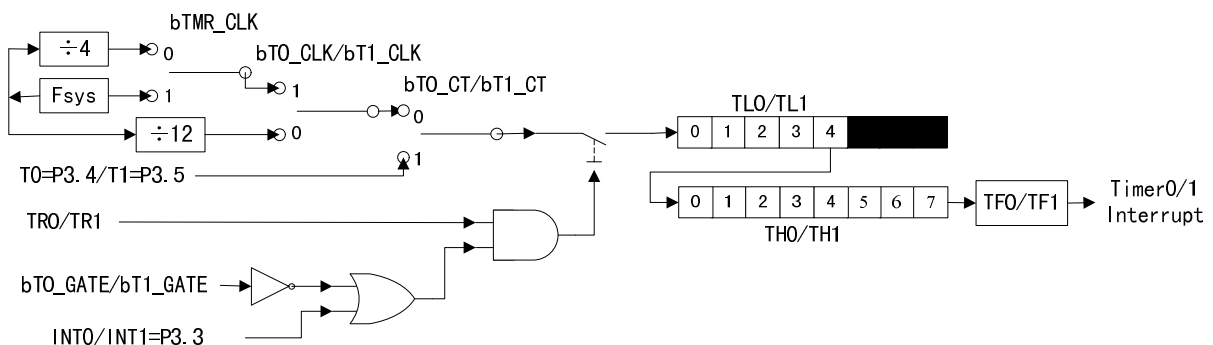 bTMR_CLK
÷4
0
bT0_CLK/bT1_CLK
Fsys
1
1
bT0_CT/bT1_CT
0
÷12
0
1
T0=P3.4/T1=P3.5
TL0/TL1
0 1 2 3 4
0 1 2 3 4 5 6 7
TH0/TH1
TF0/TF1
Timer0/1
Interrupt
TR0/TR1
bT0_GATE/bT1_GATE
INT0/INT1=P3.3